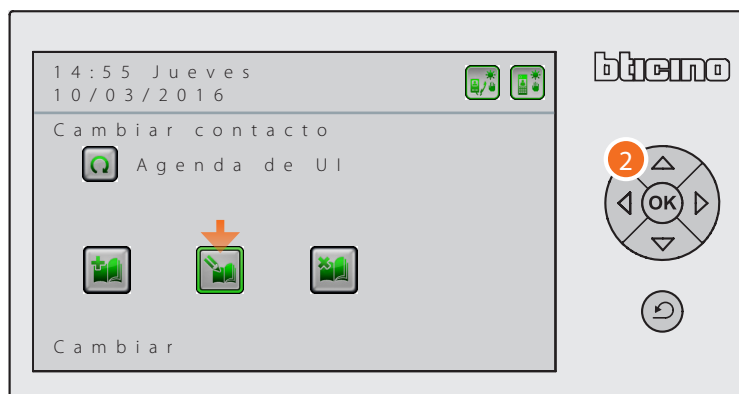 14:55 Jueves
10/03/2016
bticino
Cambiar contacto
Agenda de UI
2
OK
Cambiar